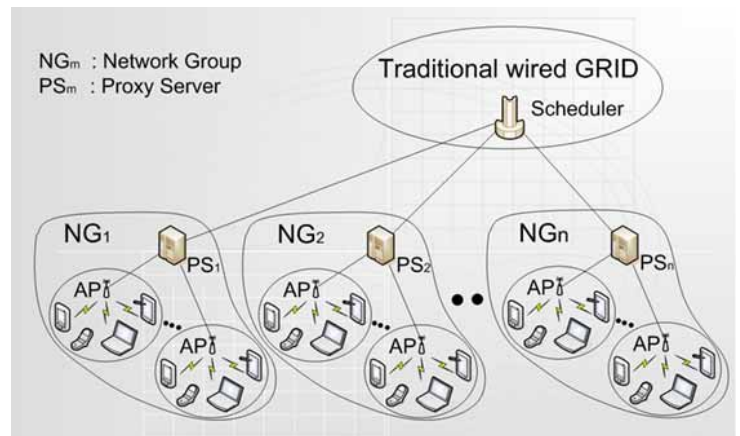 NGm : Network Group
PSm : Proxy Server
Traditional wired GRID
Scheduler
NG1
PS1
AP
AP
NG2
PS2
AP
AP
NGn
PSn
AP
AP